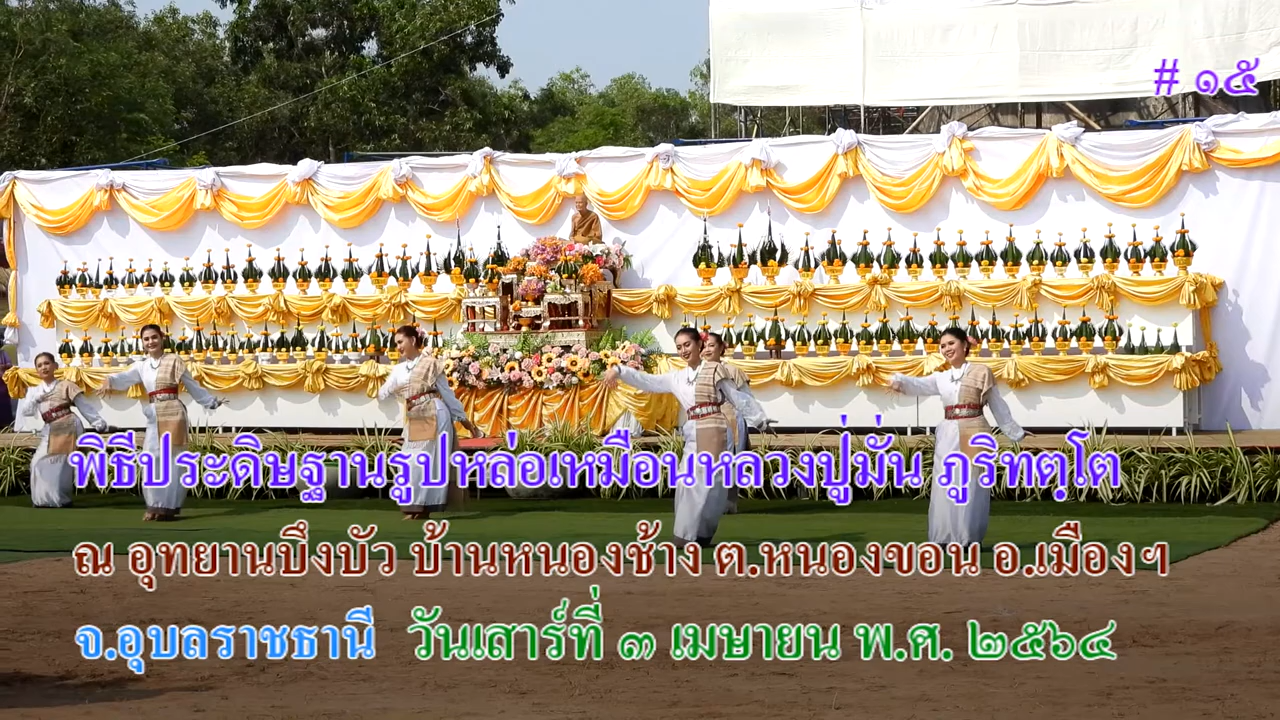 # ๑๕
พิธีประดิษฐานรูปหล่อเหมือนหลวงปู่มั่น ภูริทตฺโต
ณ อุทยานบึงบัว บ้านหนองช้าง ต.หนองขอน อ.เมืองฯ
จ.อุบลราชธานี วันเสาร์ที่ ๓ เมษายน พ.ศ. ๒๕๖๔